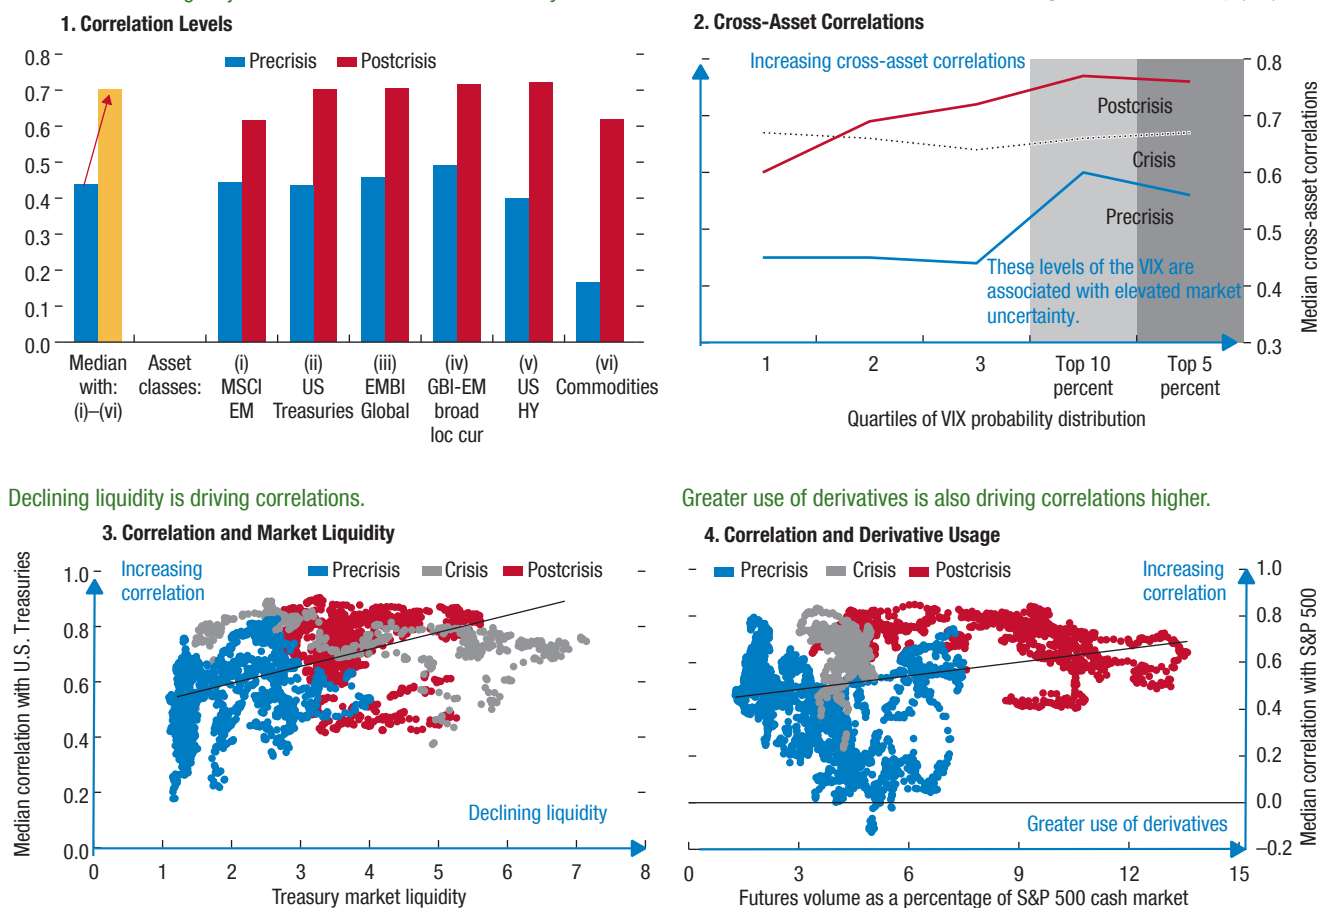 1. Correlation Levels
Precrisis Postcrisis
0.8
0.7
0.6
0.5
0.4
0.3
0.2
0.1
0.0
Median with: (i)–(vi)
Asset classes:
(i) MSCI EM
(ii) US Treasuries
(iii) EMBI Global
(iv) GBI-EM broad loc cur
(v) US HY
(vi) Commodities
2. Cross-Asset Correlations
Increasing cross-asset correlations
Postcrisis
Crisis
Precrisis
These levels of the VIX are
associated with elevated market
uncertainty.
0.8
0.7
0.6
0.5
0.4
0.3
Median cross-asset correlations
1 2 3 Top 10 percent Top 5 percent
Quartiles of VIX probability distribution
Declining liquidity is driving correlations.
3. Correlation and Market Liquidity
Median correlation with U.S. Treasuries
Increasing
correlation
Precrisis Crisis Postcrisis
1.0
0.8
0.6
0.4
0.2
0.0
Declining liquidity
0 1 2 3 4 5 6 7 8
Treasury market liquidity
Greater use of derivatives is also driving correlations higher.
4. Correlation and Derivative Usage
Precrisis Crisis Postcrisis
Increasing
correlation
1.0
0.8
0.6
0.4
0.2
0.0
–0.2
Median correlation with S&P 500
Greater use of derivatives
0 3 6 9 12 15
Futures volume as a percentage of S&P 500 cash market